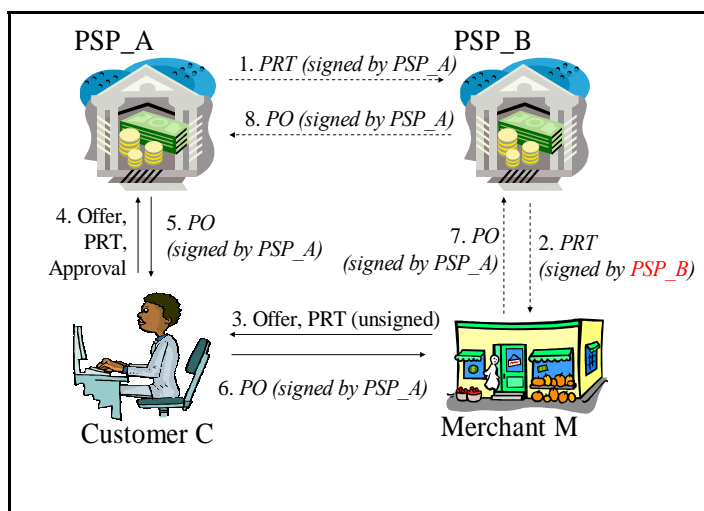 PSP_A
PSP_B
1. PRT (signed by PSP_A)
8. PO (signed by PSP_A)
4. Offer,
PRT,
Approval
5. PO
(signed by PSP_A)
7. PO
(signed by PSP_A)
2. PRT
(signed by PSP_B)
3. Offer, PRT (unsigned)
6. PO (signed by PSP_A)
Customer C
Merchant M